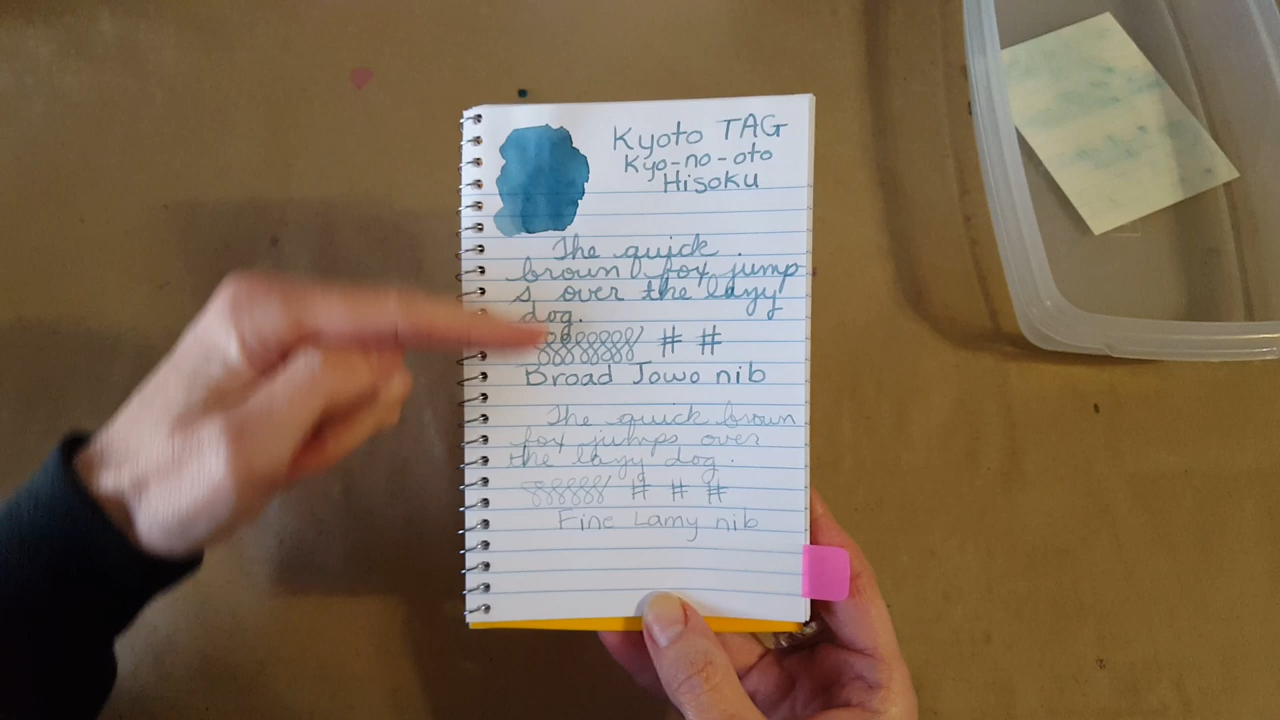 Kyoto TAG
Kyo-no-oto
Hisoku
The quick
brown fox jump
s over the lazy
dog.
# #
Broad Jowo nib
The quick brown
fox jumps over
the lazy dog.
# # #
Fine Lamy nib